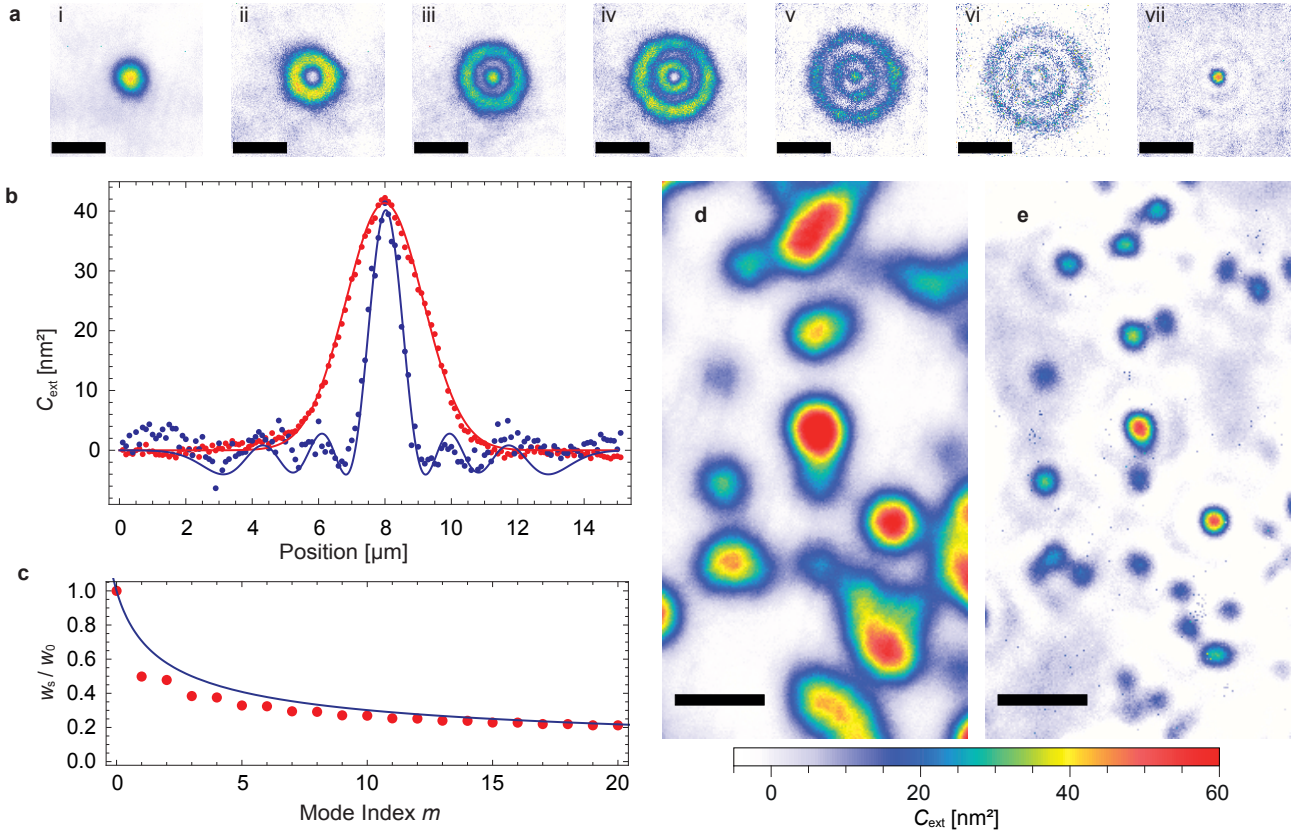 a i ii iii iv v vi vii
b
C_ext [nm²]
40
30
20
10
0
0 2 4 6 8 10 12 14
Position [µm]
c
w_s / w_0
1.0
0.8
0.6
0.4
0.2
0.0
0 5 10 15 20
Mode Index m
d e
0 20 40 60
C_ext [nm²]